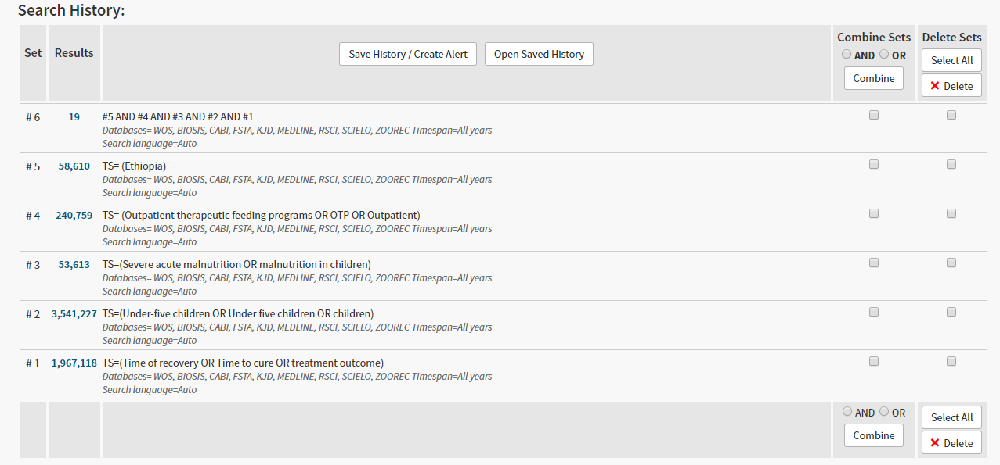 Search History:
Set
Results
Save History / Create Alert
Open Saved History
Combine Sets
AND OR
Combine
Delete Sets
Select All
Delete
# 6
19
#5 AND #4 AND #3 AND #2 AND #1
Databases= WOS, BIOSIS, CABI, FSTA, KJD, MEDLINE, RSCI, SCIELO, ZOOREC Timespan=All years
Search language=Auto
# 5
58,610
TS= (Ethiopia)
Databases= WOS, BIOSIS, CABI, FSTA, KJD, MEDLINE, RSCI, SCIELO, ZOOREC Timespan=All years
Search language=Auto
# 4
240,759
TS= (Outpatient therapeutic feeding programs OR OTP OR Outpatient)
Databases= WOS, BIOSIS, CABI, FSTA, KJD, MEDLINE, RSCI, SCIELO, ZOOREC Timespan=All years
Search language=Auto
# 3
53,613
TS=(Severe acute malnutrition OR malnutrition in children)
Databases= WOS, BIOSIS, CABI, FSTA, KJD, MEDLINE, RSCI, SCIELO, ZOOREC Timespan=All years
Search language=Auto
# 2
3,541,227
TS=(Under-five children OR Under five children OR children)
Databases= WOS, BIOSIS, CABI, FSTA, KJD, MEDLINE, RSCI, SCIELO, ZOOREC Timespan=All years
Search language=Auto
# 1
1,967,118
TS=(Time of recovery OR Time to cure OR treatment outcome)
Databases= WOS, BIOSIS, CABI, FSTA, KJD, MEDLINE, RSCI, SCIELO, ZOOREC Timespan=All years
Search language=Auto
AND OR
Combine
Select All
Delete